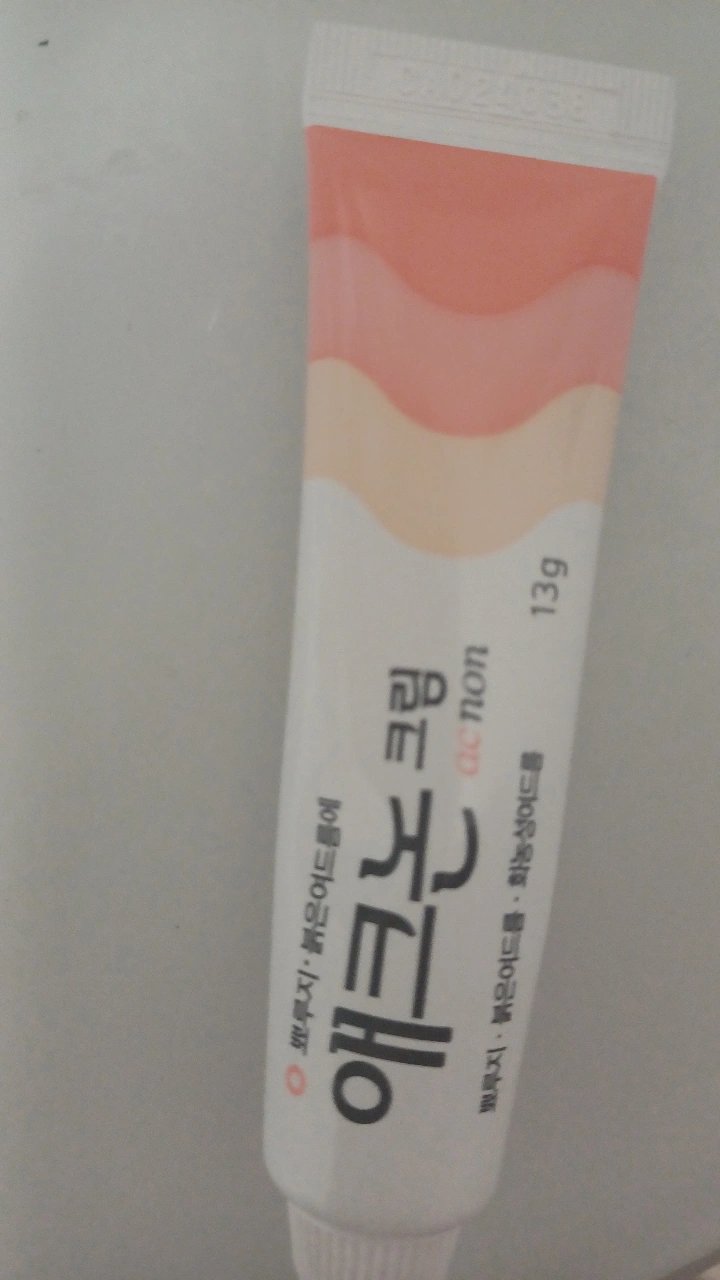 뾰루지·붉은여드름에
애크논 크림
acnon
뾰루지 · 붉은여드름 · 화농성여드름
13g